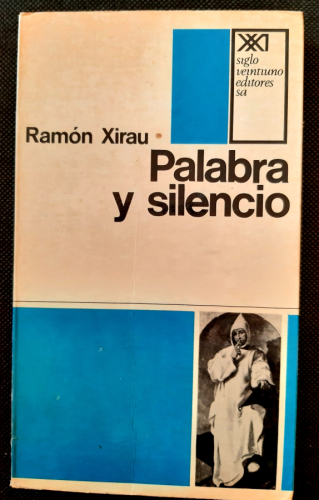 XXI
siglo
veintiuno
editores
sa
Ramón Xirau
Palabra
y silencio